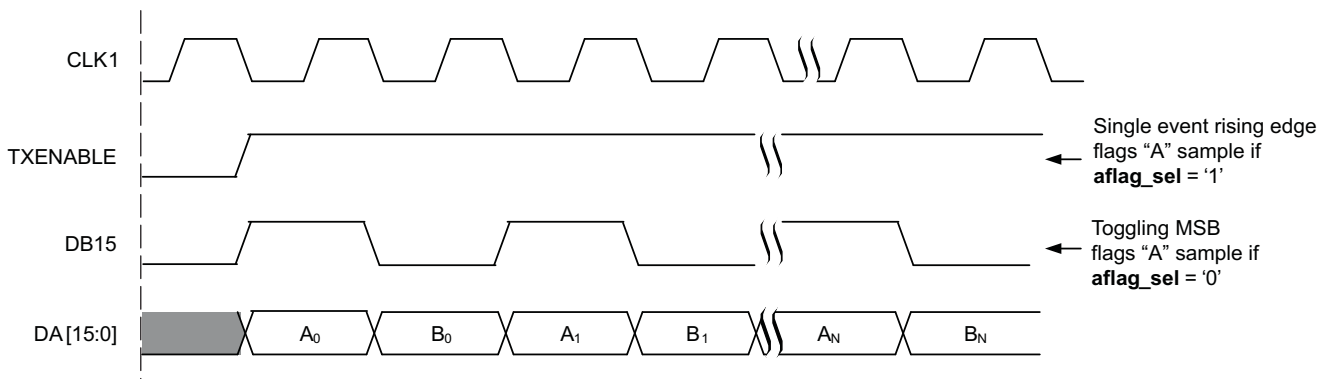 CLK1
TXENABLE
Single event rising edge
flags “A” sample if
aflag_sel = ‘1’
DB15
Toggling MSB
flags “A” sample if
aflag_sel = ‘0’
DA[15:0]
A0
B0
A1
B1
AN
BN